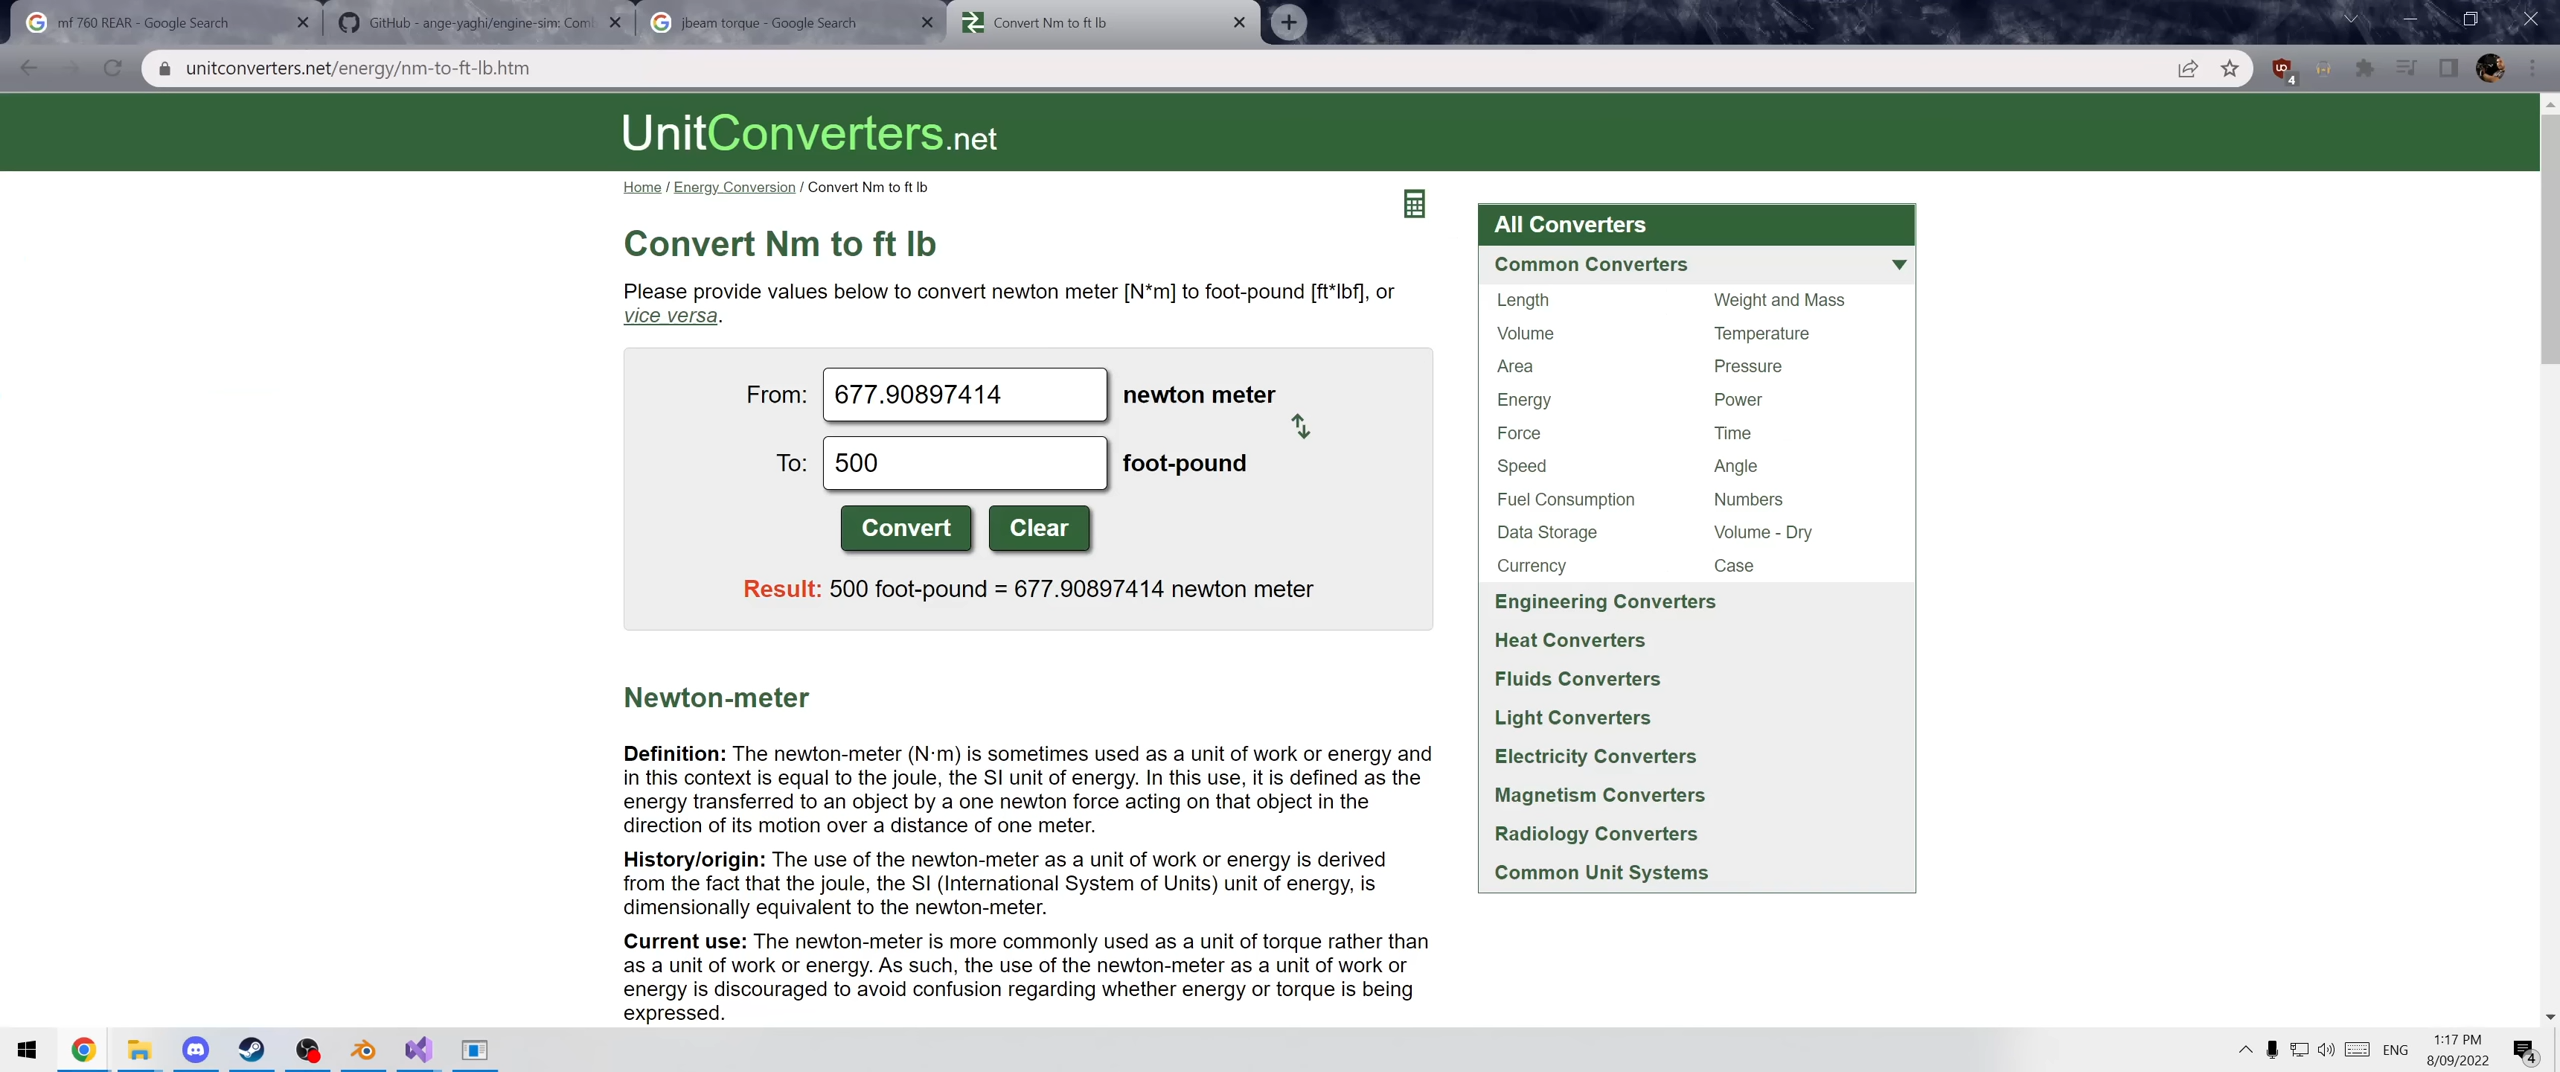 mf 760 REAR - Google Search
GitHub - ange-yaghi/engine-sim: Comb
jbeam torque - Google Search
Convert Nm to ft lb
unitconverters.net/energy/nm-to-ft-lb.htm
4
UnitConverters.net
Home / Energy Conversion / Convert Nm to ft lb
Convert Nm to ft lb
Please provide values below to convert newton meter [N*m] to foot-pound [ft*lbf], or
vice versa.
From: 677.90897414 newton meter
To: 500 foot-pound
Convert Clear
Result: 500 foot-pound = 677.90897414 newton meter
Newton-meter
Definition: The newton-meter (N·m) is sometimes used as a unit of work or energy and
in this context is equal to the joule, the SI unit of energy. In this use, it is defined as the
energy transferred to an object by a one newton force acting on that object in the
direction of its motion over a distance of one meter.
History/origin: The use of the newton-meter as a unit of work or energy is derived
from the fact that the joule, the SI (International System of Units) unit of energy, is
dimensionally equivalent to the newton-meter.
Current use: The newton-meter is more commonly used as a unit of torque rather than
as a unit of work or energy. As such, the use of the newton-meter as a unit of work or
energy is discouraged to avoid confusion regarding whether energy or torque is being
expressed.
All Converters
Common Converters
Length Weight and Mass
Volume Temperature
Area Pressure
Energy Power
Force Time
Speed Angle
Fuel Consumption Numbers
Data Storage Volume - Dry
Currency Case
Engineering Converters
Heat Converters
Fluids Converters
Light Converters
Electricity Converters
Magnetism Converters
Radiology Converters
Common Unit Systems
ENG
1:17 PM
8/09/2022
4